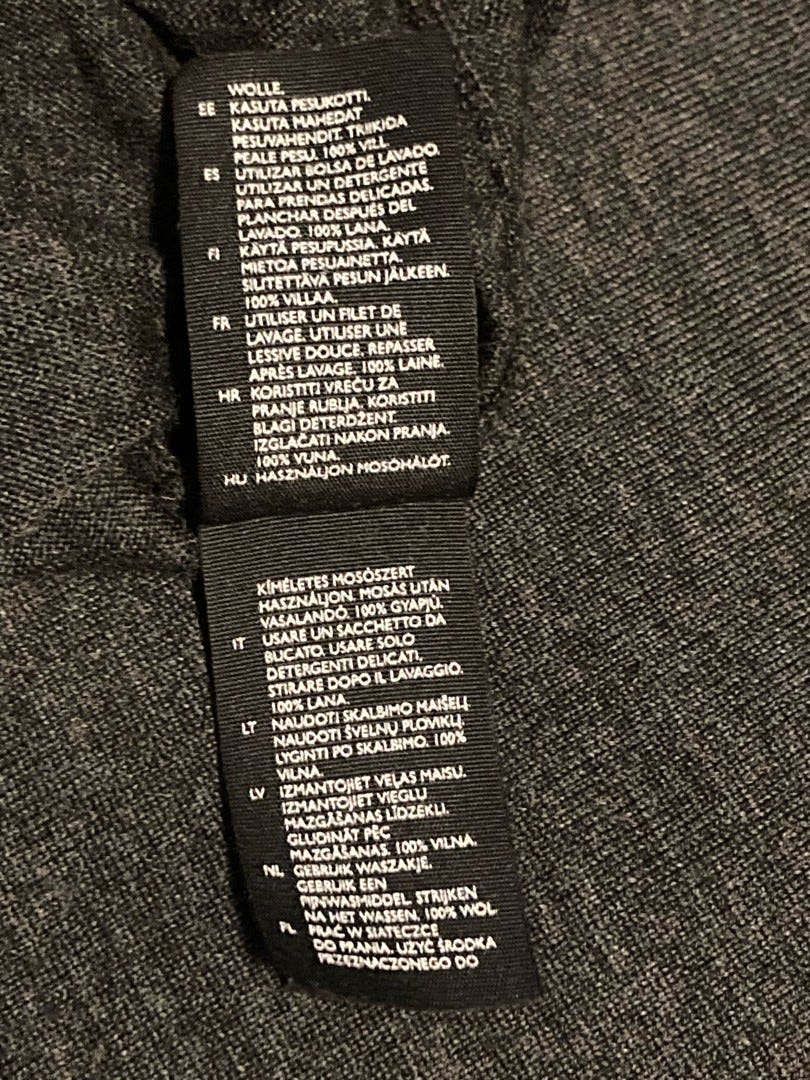 WOLLE.
EE KASUTA PESUKOTTI.
KASUTA MAHEDAT
PESUVAHENDIT. TRIIKIDA
PEALE PESU. 100% VILL
ES UTILIZAR BOLSA DE LAVADO.
UTILIZAR UN DETERGENTE
PARA PRENDAS DELICADAS.
PLANCHAR DESPUÉS DEL
LAVADO. 100% LANA.
FI KÄYTÄ PESUPUSSIA. KÄYTÄ
MIETOA PESUAINETTA.
SILITETTÄVÄ PESUN JÄLKEEN.
100% VILLAA.
FR UTILISER UN FILET DE
LAVAGE. UTILISER UNE
LESSIVE DOUCE. REPASSER
APRÈS LAVAGE. 100% LAINE.
HR KORISTITI VREĆU ZA
PRANJE RUBLJA. KORISTITI
BLAGI DETERDŽENT.
IZGLAČATI NAKON PRANJA.
100% VUNA.
HU HASZNÁLJON MOSÓHÁLÓT.
KÍMÉLETES MOSÓSZERT
HASZNÁLJON. MOSÁS UTÁN
VASALANDÓ. 100% GYAPJÚ.
IT USARE UN SACCHETTO DA
BUCATO. USARE SOLO
DETERGENTI DELICATI.
STIRARE DOPO IL LAVAGGIO.
100% LANA.
LT NAUDOTI SKALBIMO MAIŠELĮ.
NAUDOTI ŠVELNŲ PLOVIKLĮ.
LYGINTI PO SKALBIMO. 100%
VILNA.
LV IZMANTOJIET VEĻAS MAISU.
IZMANTOJIET VIEGLU
MAZGĀŠANAS LĪDZEKLI.
GLUDINĀT PĒC
MAZGĀŠANAS. 100% VILNA.
NL GEBRUIK WASZAKJE.
GEBRUIK EEN
FIJNWASMIDDEL. STRIJKEN
NA HET WASSEN. 100% WOL.
PL PRAĆ W SIATECZCE
DO PRANIA. UŻYĆ ŚRODKA
PRZEZNACZONEGO DO